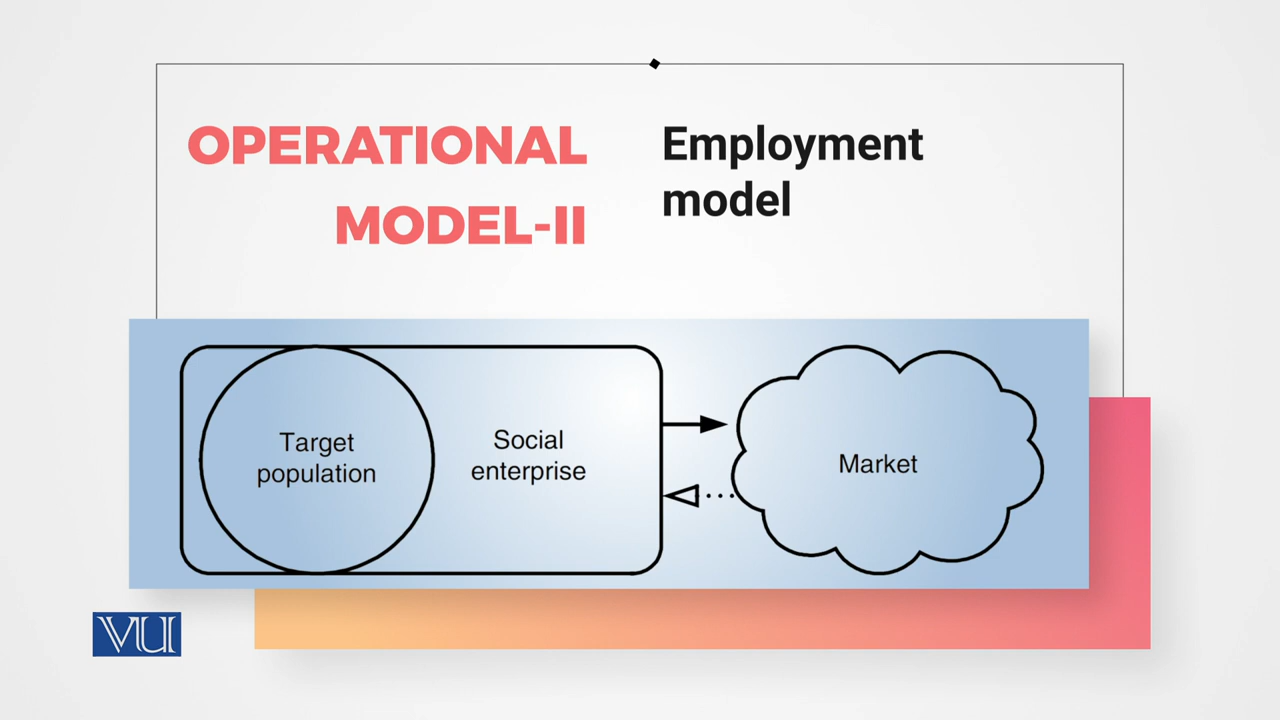 OPERATIONAL
MODEL-II
Employment
model
Target
population
Social
enterprise
Market
VU